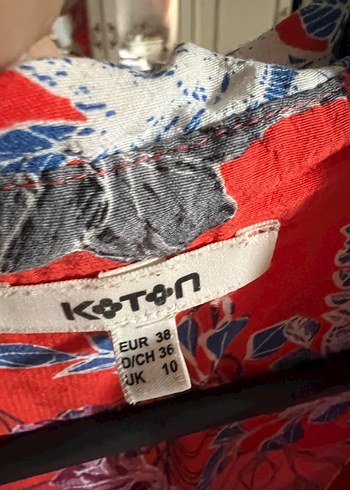 KOTON
EUR 38
D/CH 36
UK 10